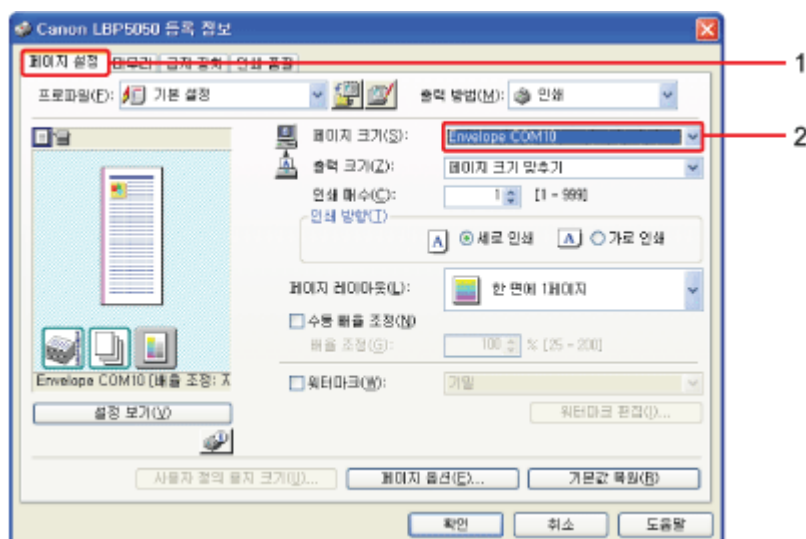 Canon LBP5050 등록 정보
페이지 설정 마무리 급지 장치 인쇄 품질 1
프로파일(F): 기본 설정 출력 방법(M): 인쇄
페이지 크기(S): Envelope COM10 2
출력 크기(Z): 페이지 크기 맞추기
인쇄 매수(C): 1 [1 - 999]
인쇄 방향(T)
A 세로 인쇄 A 가로 인쇄
페이지 레이아웃(L): 한 면에 1페이지
수동 배율 조정(N)
배율 조정(G): 100 % [25 - 200]
Envelope COM10 [배율 조정: 자
워터마크(W): 기밀
설정 보기(V) 워터마크 편집(I)...
사용자 정의 용지 크기(U)... 페이지 옵션(E)... 기본값 복원(R)
확인 취소 도움말